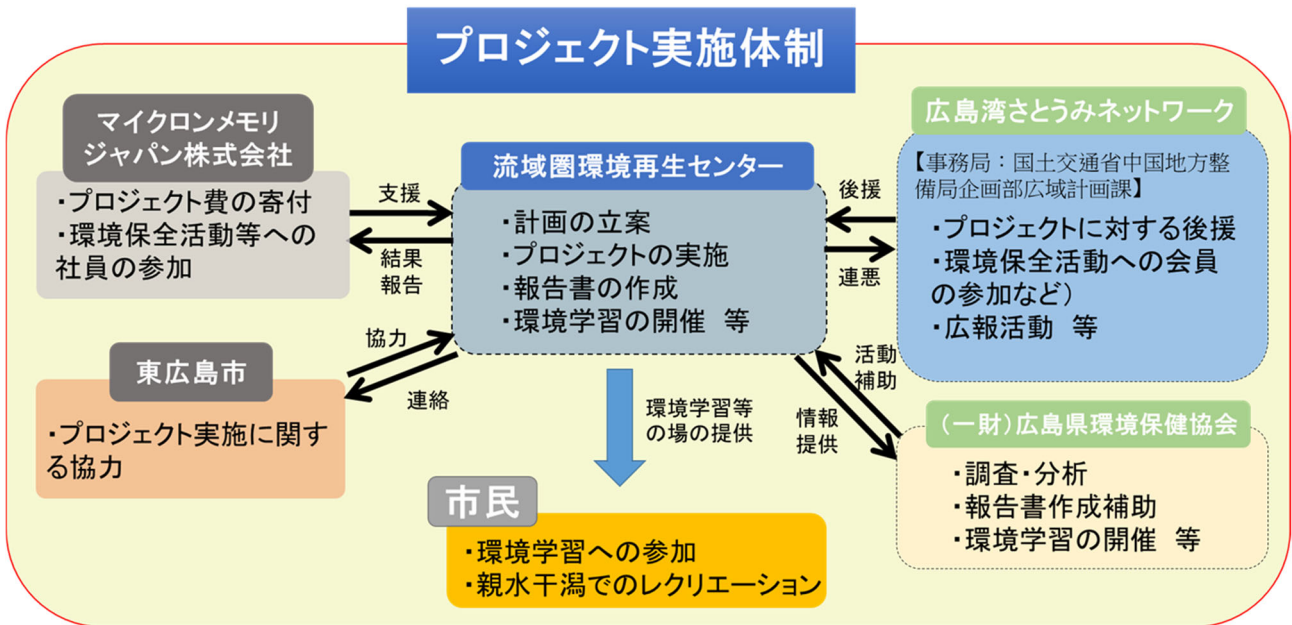 プロジェクト実施体制
マイクロンメモリ
ジャパン株式会社
・プロジェクト費の寄付
・環境保全活動等への
社員の参加
支援
結果
報告
東広島市
・プロジェクト実施に関す
る協力
協力
連絡
流域圏環境再生センター
・計画の立案
・プロジェクトの実施
・報告書の作成
・環境学習の開催 等
環境学習等
の場の提供
市民
・環境学習への参加
・親水干潟でのレクリエーション
広島湾さとうみネットワーク
【事務局：国土交通省中国地方整
備局企画部広域計画課】
・プロジェクトに対する後援
・環境保全活動への会員
の参加など）
・広報活動 等
後援
連悪
活動
補助
情報
提供
（一財）広島県環境保健協会
・調査・分析
・報告書作成補助
・環境学習の開催 等